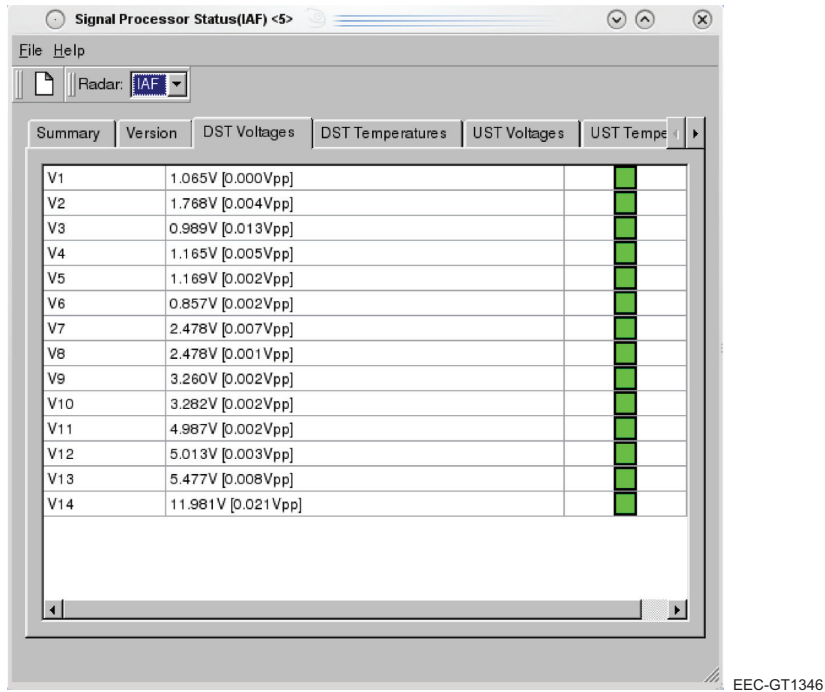 Signal Processor Status(IAF) <5>
File Help
Radar: IAF
Summary Version DST Voltages DST Temperatures UST Voltages UST Tempe
V1 1.065V [0.000Vpp]
V2 1.768V [0.004Vpp]
V3 0.989V [0.013Vpp]
V4 1.165V [0.005Vpp]
V5 1.169V [0.002Vpp]
V6 0.857V [0.002Vpp]
V7 2.478V [0.007Vpp]
V8 2.478V [0.001Vpp]
V9 3.260V [0.002Vpp]
V10 3.282V [0.002Vpp]
V11 4.987V [0.002Vpp]
V12 5.013V [0.003Vpp]
V13 5.477V [0.008Vpp]
V14 11.981V [0.021Vpp]
EEC-GT1346